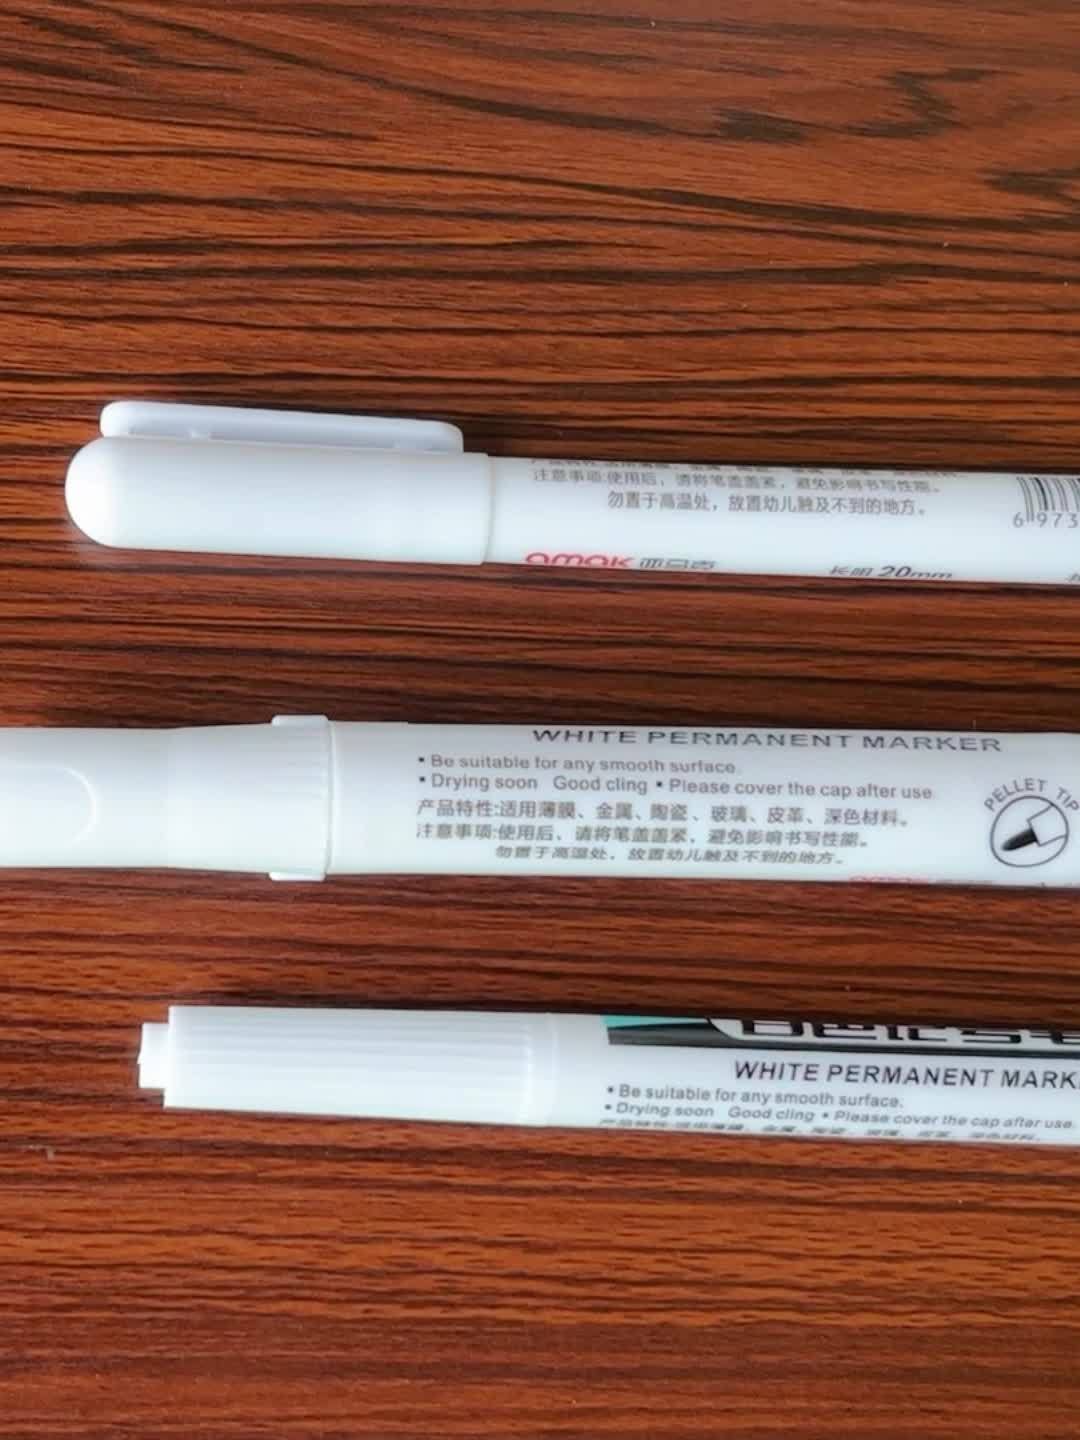 注意事项:使用后，请将笔盖盖紧，避免影响书写性能。
勿置于高温处，放置幼儿触及不到的地方。
6 973
amak 亚马克 长咀 20mm
WHITE PERMANENT MARKER
• Be suitable for any smooth surface.
• Drying soon Good cling • Please cover the cap after use.
产品特性:适用薄膜、金属、陶瓷、玻璃、皮革、深色材料。
注意事项:使用后、请将笔盖盖紧，避免影响书写性能。
勿置于高温处，放置幼儿触及不到的地方。
PELLET TIP
WHITE PERMANENT MARK
• Be suitable for any smooth surface.
• Drying soon Good cling • Please cover the cap after use.